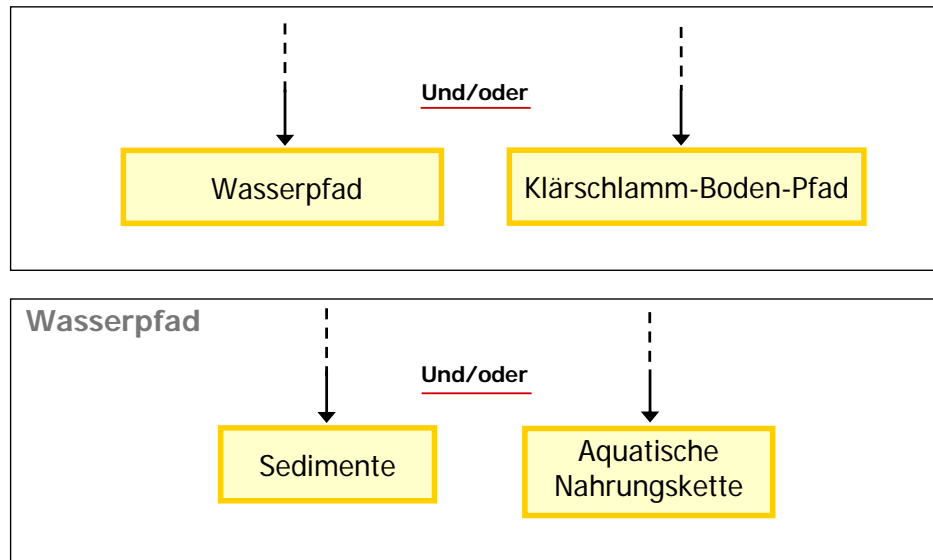 Und/oder
Wasserpfad
Klärschlamm-Boden-Pfad
Wasserpfad
Und/oder
Sedimente
Aquatische
Nahrungskette